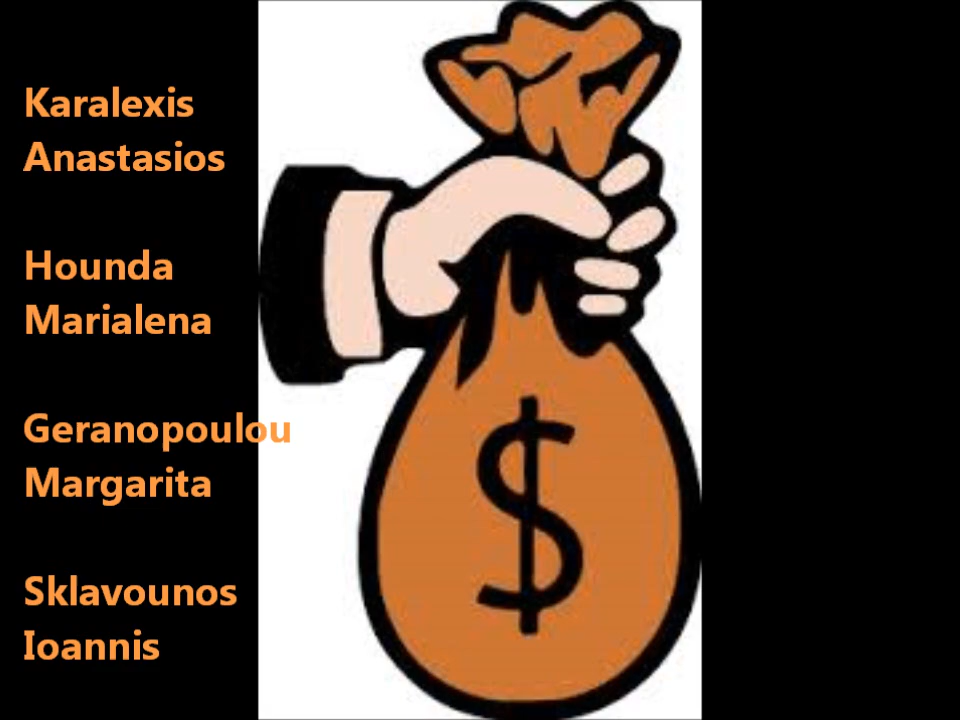 Karalexis
Anastasios
Hounda
Marialena
Geranopoulou
Margarita
Sklavounos
Ioannis
$